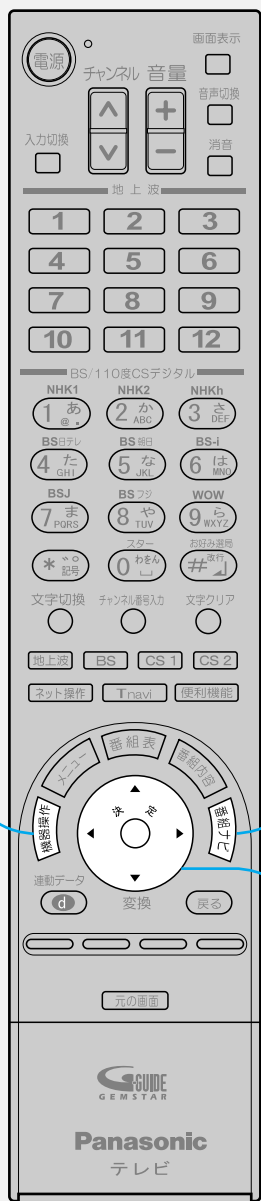 電源
画面表示
チャンネル 音量
音声切換
入力切換
消音
地上波
1 2 3
4 5 6
7 8 9
10 11 12
BS/110度CSデジタル
NHK1 NHK2 NHKh
1 あ @. 2 か ABC 3 さ DEF
BS日テレ BS朝日 BS-i
4 た GHI 5 な JKL 6 は MNO
BSJ BSフジ WOW
7 ま PQRS 8 や TUV 9 ら WXYZ
スター お好み選局
* 記号 0 わをん # 改行
文字切換 チャンネル番号入力 文字クリア
地上波 BS CS 1 CS 2
ネット操作 Tnavi 便利機能
メニュー 番組表 番組内容
機器操作 決定 番組ナビ
連動データ
d 変換 戻る
元の画面
G-GUIDE
GEMSTAR
Panasonic
テレビ